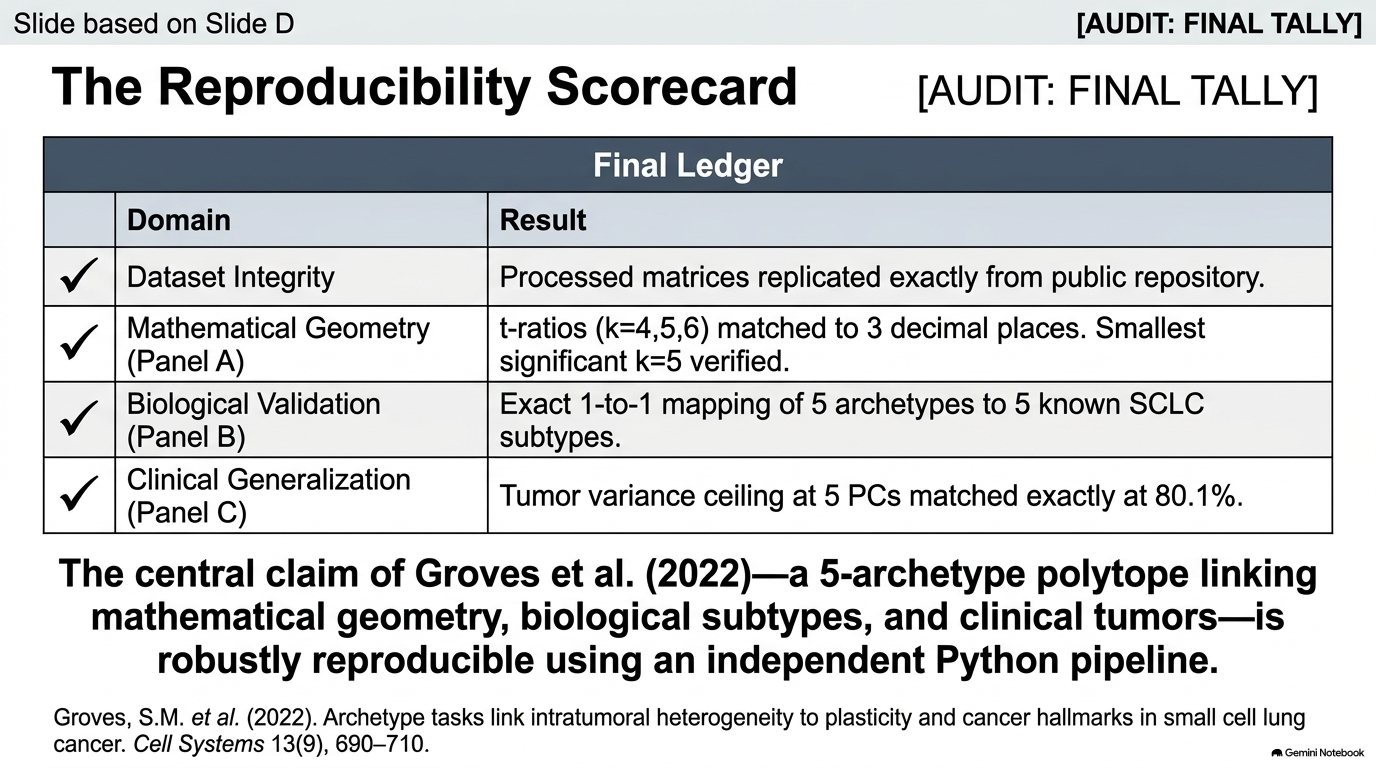 Slide based on Slide D
[AUDIT: FINAL TALLY]
The Reproducibility Scorecard
[AUDIT: FINAL TALLY]
Final Ledger
Domain
Result
✓
Dataset Integrity
Processed matrices replicated exactly from public repository.
✓
Mathematical Geometry
(Panel A)
t-ratios (k=4,5,6) matched to 3 decimal places. Smallest
significant k=5 verified.
✓
Biological Validation
(Panel B)
Exact 1-to-1 mapping of 5 archetypes to 5 known SCLC
subtypes.
✓
Clinical Generalization
(Panel C)
Tumor variance ceiling at 5 PCs matched exactly at 80.1%.
The central claim of Groves et al. (2022)—a 5-archetype polytope linking
mathematical geometry, biological subtypes, and clinical tumors—is
robustly reproducible using an independent Python pipeline.
Groves, S.M. et al. (2022). Archetype tasks link intratumoral heterogeneity to plasticity and cancer hallmarks in small cell lung
cancer. Cell Systems 13(9), 690–710.
Gemini Notebook